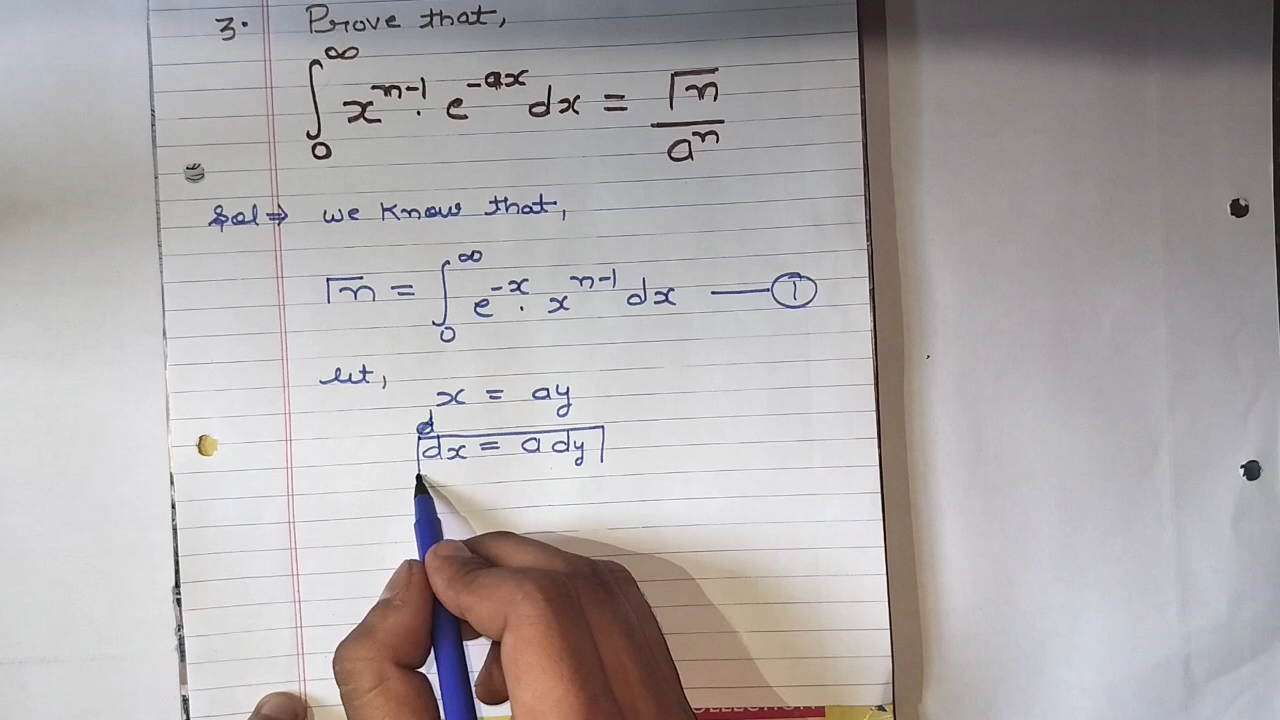 3. Prove that,
∫₀^∞ x^{n-1} . e^{-ax} dx = Γn / a^n
Sol ⇒ we know that,
Γn = ∫₀^∞ e^{-x} . x^{n-1} dx — ①
let,
x = ay
d
dx = a dy